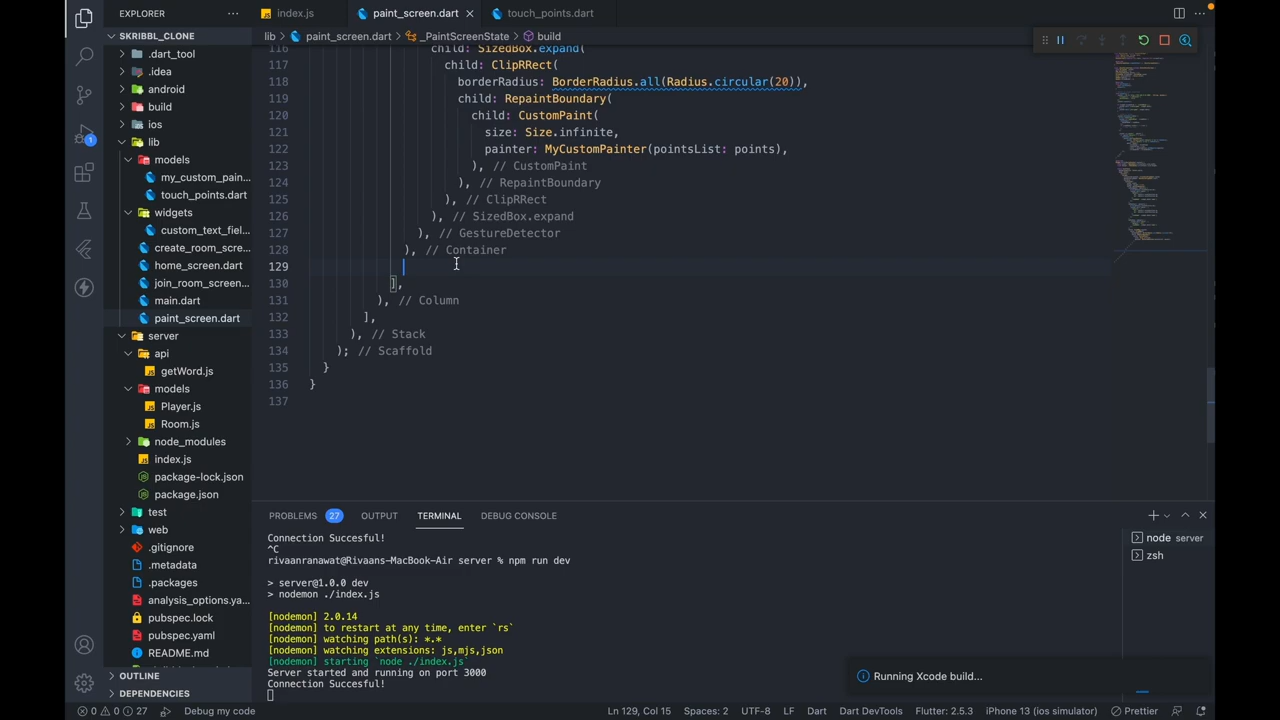 EXPLORER
SKRIBBL_CLONE
.dart_tool
.idea
android
build
ios
lib
models
my_custom_pain...
touch_points.dart
widgets
custom_text_field...
create_room_scre...
home_screen.dart
join_room_screen...
main.dart
paint_screen.dart
server
api
getWord.js
models
Player.js
Room.js
node_modules
index.js
package-lock.json
package.json
test
web
.gitignore
.metadata
.packages
analysis_options.ya...
pubspec.lock
pubspec.yaml
README.md
OUTLINE
DEPENDENCIES
index.js
paint_screen.dart
touch_points.dart
lib > paint_screen.dart > _PaintScreenState > build
116 child: SizedBox.expand(
117 child: ClipRRect(
118 borderRadius: BorderRadius.all(Radius.circular(20)),
119 child: RepaintBoundary(
120 child: CustomPaint(
121 size: Size.infinite,
122 painter: MyCustomPainter(pointsList: points),
123 ), // CustomPaint
124 ), // RepaintBoundary
125 ), // ClipRRect
126 ), // SizedBox.expand
127 ), // GestureDetector
128 ), // Container
129
130 ],
131 ), // Column
132 ],
133 ), // Stack
134 ); // Scaffold
135 }
136 }
137
PROBLEMS 27 OUTPUT TERMINAL DEBUG CONSOLE
Connection Succesful!
^C
rivaanranawat@Rivaans-MacBook-Air server % npm run dev
> server@1.0.0 dev
> nodemon ./index.js
[nodemon] 2.0.14
[nodemon] to restart at any time, enter `rs`
[nodemon] watching path(s): *.*
[nodemon] watching extensions: js,mjs,json
[nodemon] starting `node ./index.js`
Server started and running on port 3000
Connection Succesful!
node server
zsh
Running Xcode build...
1
0 0 27 Debug my code Ln 129, Col 15 Spaces: 2 UTF-8 LF Dart Dart DevTools Flutter: 2.5.3 iPhone 13 (ios simulator) Prettier